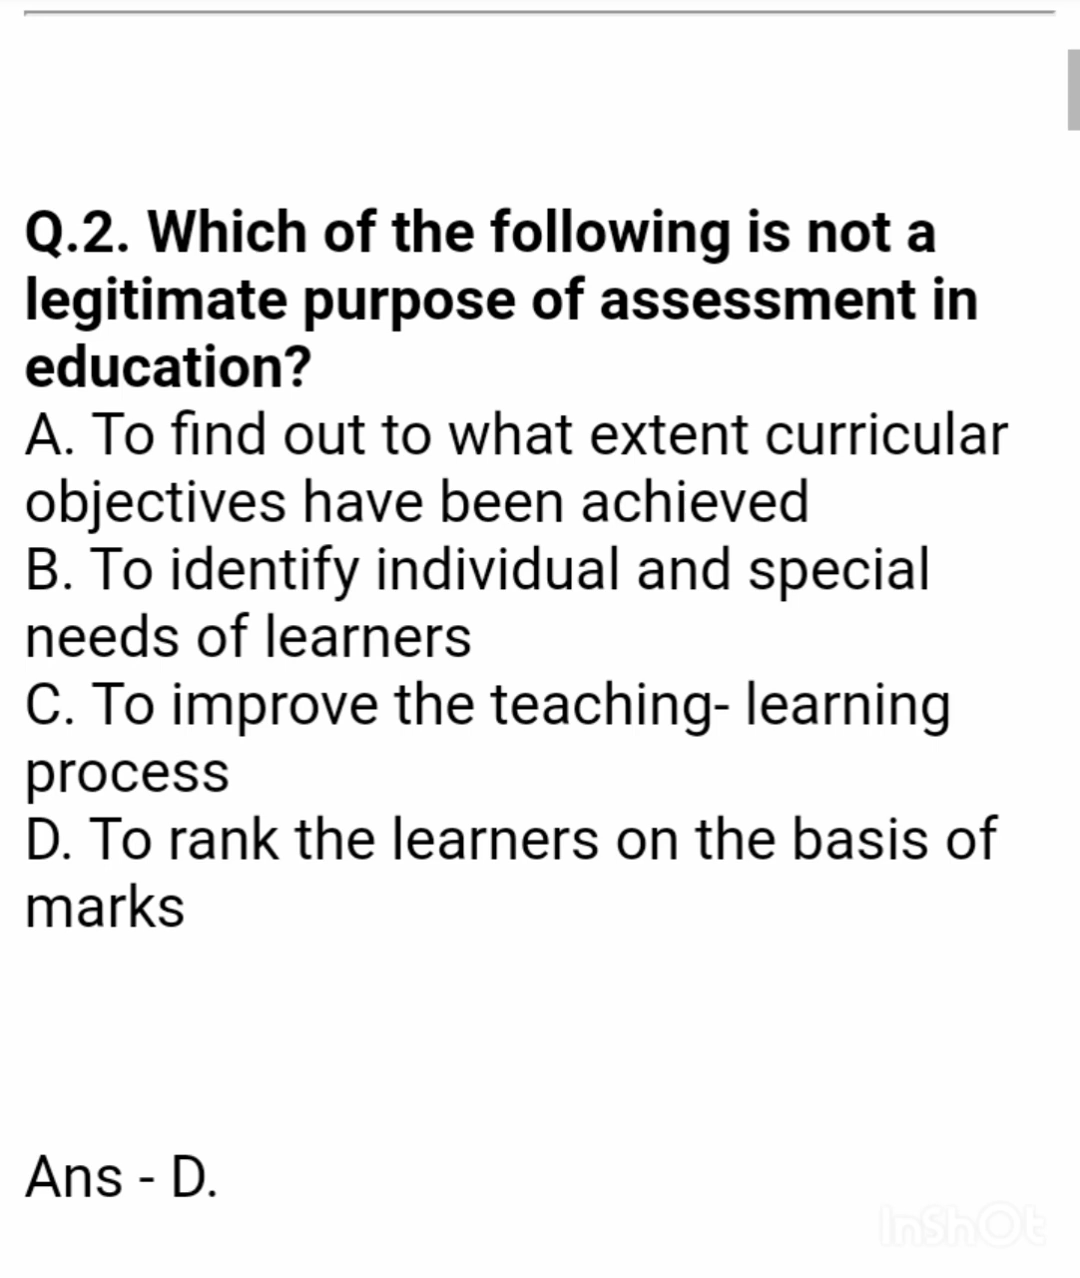 Q.2. Which of the following is not a
legitimate purpose of assessment in
education?
A. To find out to what extent curricular
objectives have been achieved
B. To identify individual and special
needs of learners
C. To improve the teaching- learning
process
D. To rank the learners on the basis of
marks
Ans - D.
InShOt